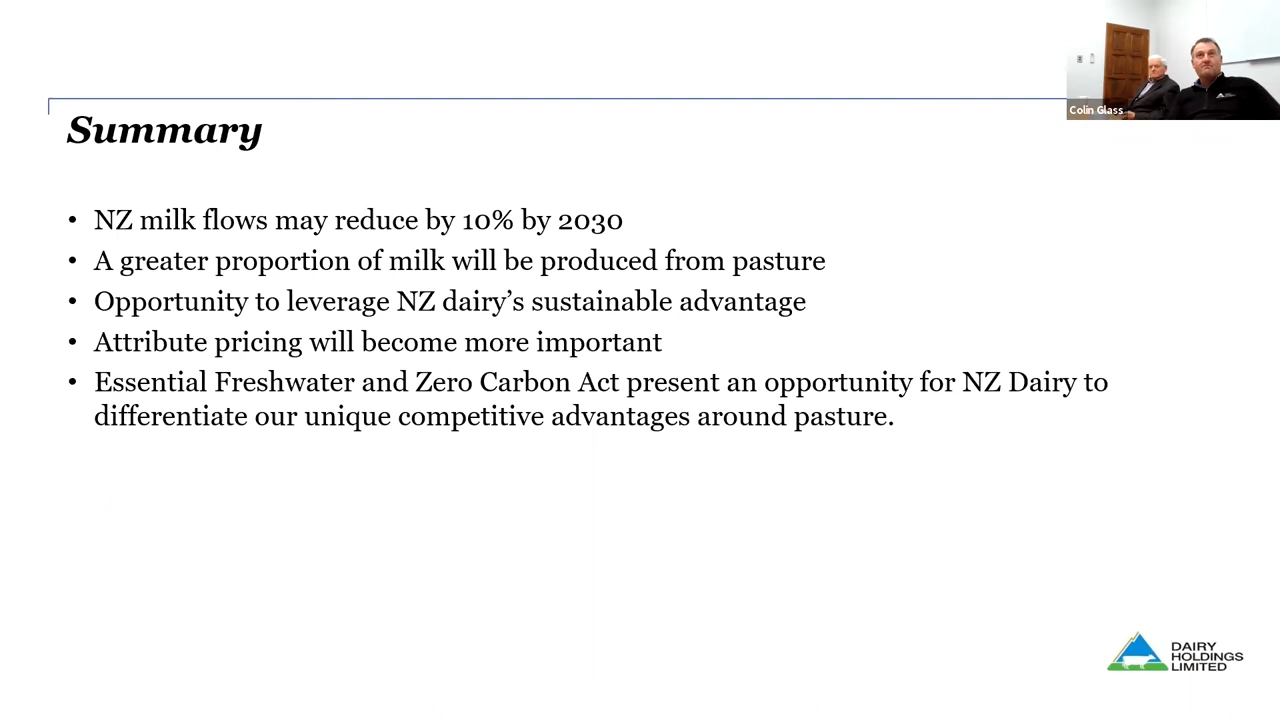 Colin Glass
Summary
• NZ milk flows may reduce by 10% by 2030
• A greater proportion of milk will be produced from pasture
• Opportunity to leverage NZ dairy’s sustainable advantage
• Attribute pricing will become more important
• Essential Freshwater and Zero Carbon Act present an opportunity for NZ Dairy to
differentiate our unique competitive advantages around pasture.
DAIRY
HOLDINGS
LIMITED